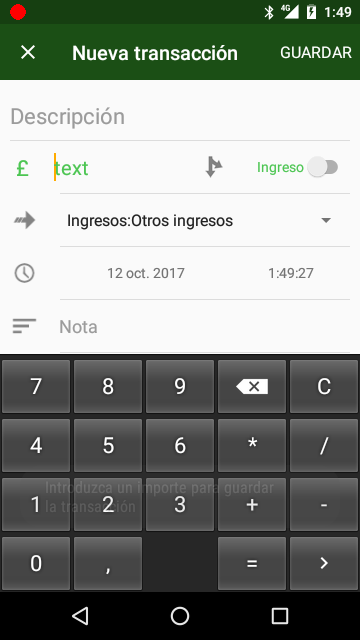 4G 1:49
Nueva transacción GUARDAR
Descripción
£ text Ingreso
Ingresos:Otros ingresos
12 oct. 2017 1:49:27
Nota
7 8 9 C
4 5 6 * /
Introduzca un importe para guardar
la transacción
1 2 3 + -
0 , = >